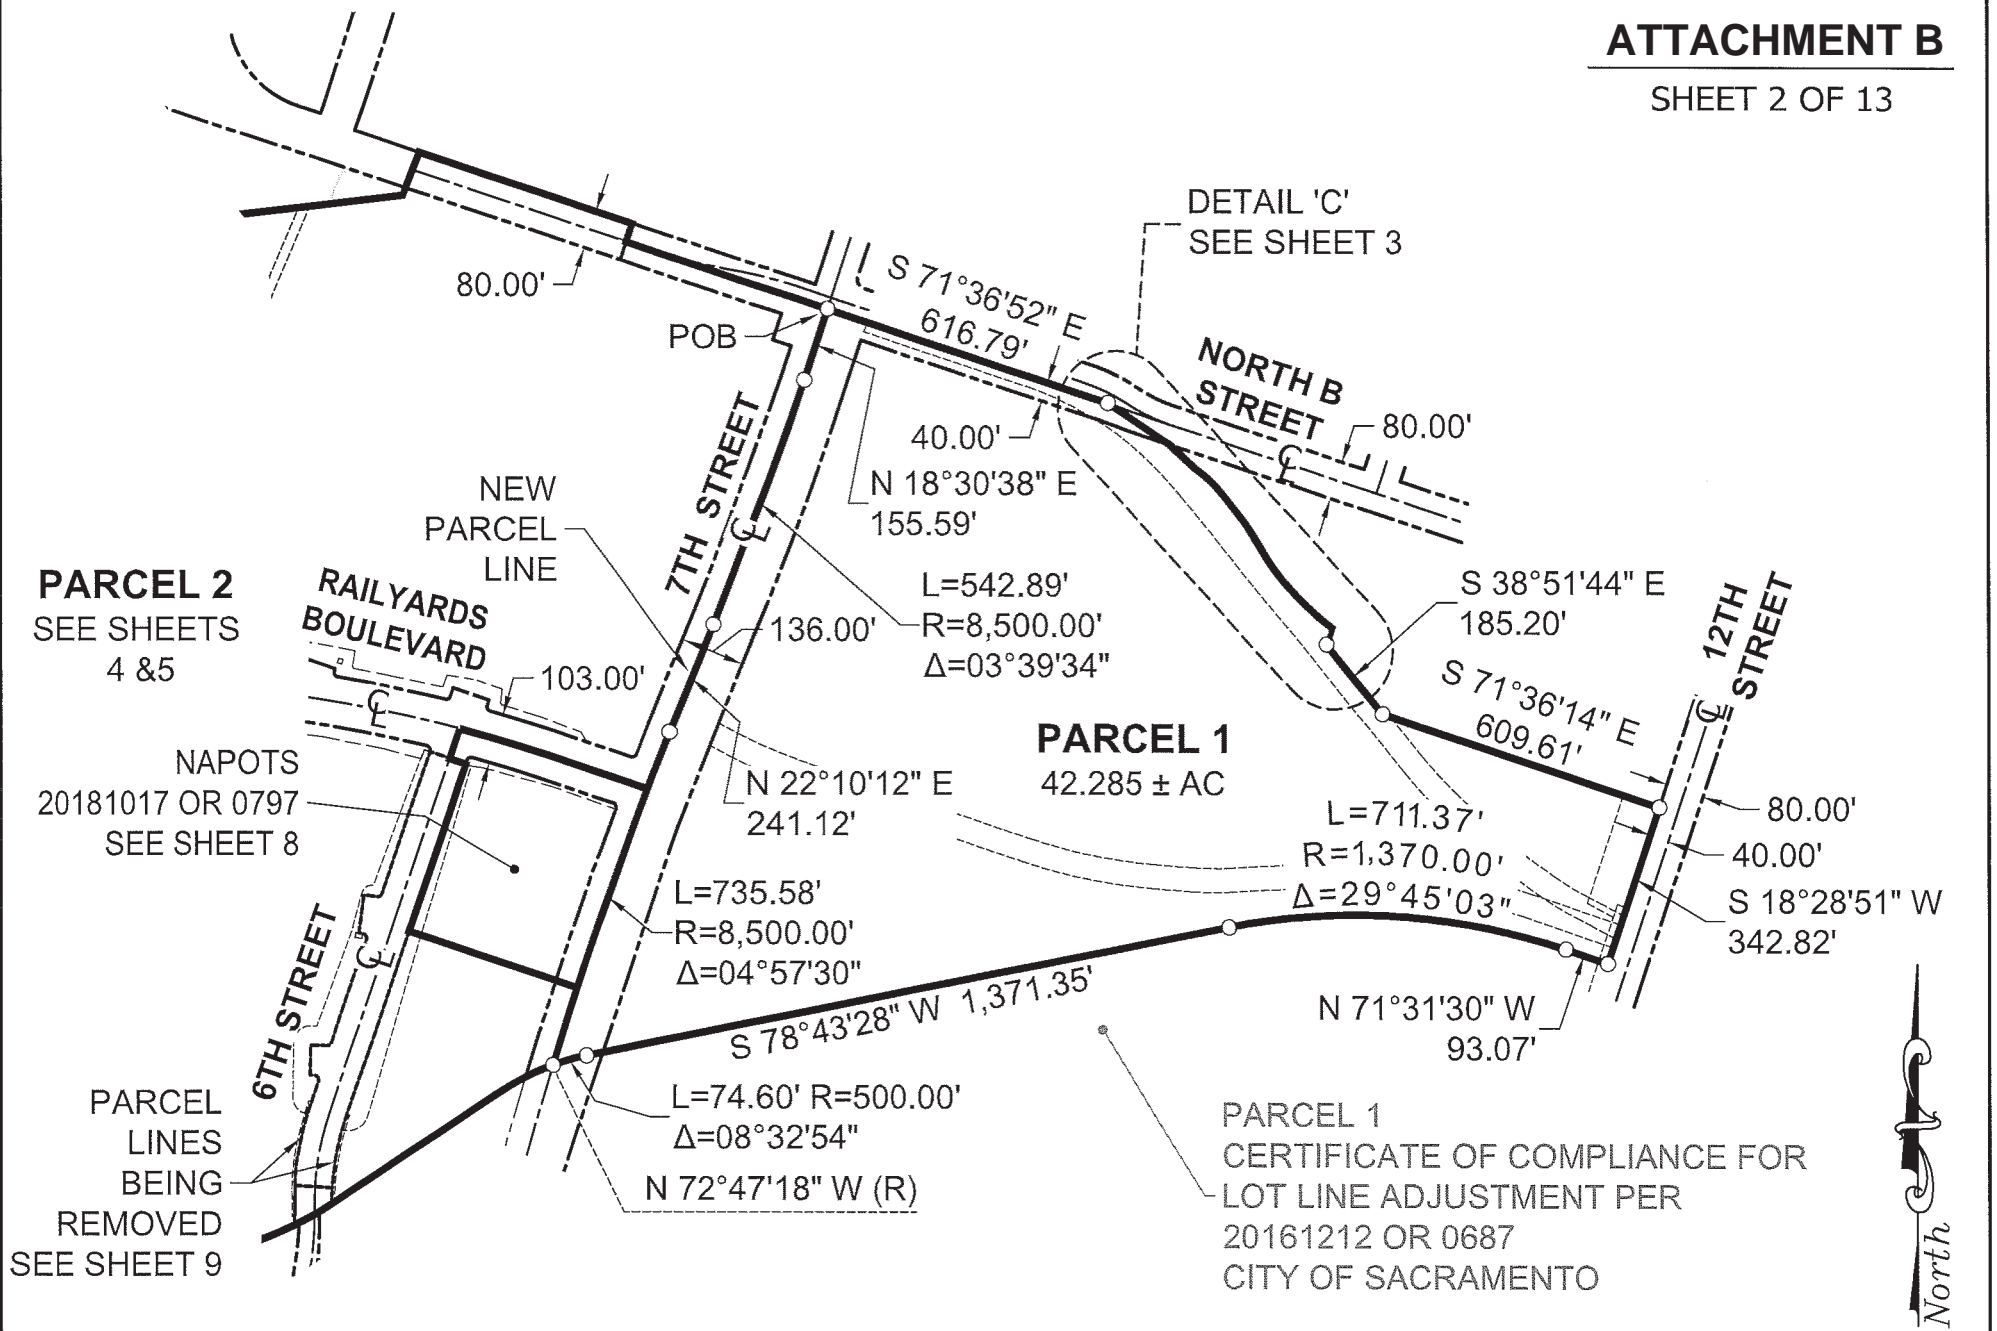 ATTACHMENT B
SHEET 2 OF 13
DETAIL 'C'
SEE SHEET 3
80.00'
POB
S 71°36'52" E
616.79'
NORTH B
STREET
80.00'
40.00'
N 18°30'38" E
155.59'
NEW
PARCEL
LINE
7TH STREET
PARCEL 2
SEE SHEETS
4 &5
RAILYARDS
BOULEVARD
103.00'
136.00'
L=542.89'
R=8,500.00'
Δ=03°39'34"
S 38°51'44" E
185.20'
12TH
STREET
S 71°36'14" E
609.61'
PARCEL 1
42.285 ± AC
NAPOTS
20181017 OR 0797
SEE SHEET 8
N 22°10'12" E
241.12'
L=711.37'
R=1,370.00'
Δ=29°45'03"
80.00'
40.00'
S 18°28'51" W
342.82'
L=735.58'
R=8,500.00'
Δ=04°57'30"
6TH STREET
S 78°43'28" W 1,371.35'
N 71°31'30" W
93.07'
L=74.60' R=500.00'
Δ=08°32'54"
N 72°47'18" W (R)
PARCEL
LINES
BEING
REMOVED
SEE SHEET 9
PARCEL 1
CERTIFICATE OF COMPLIANCE FOR
LOT LINE ADJUSTMENT PER
20161212 OR 0687
CITY OF SACRAMENTO
North